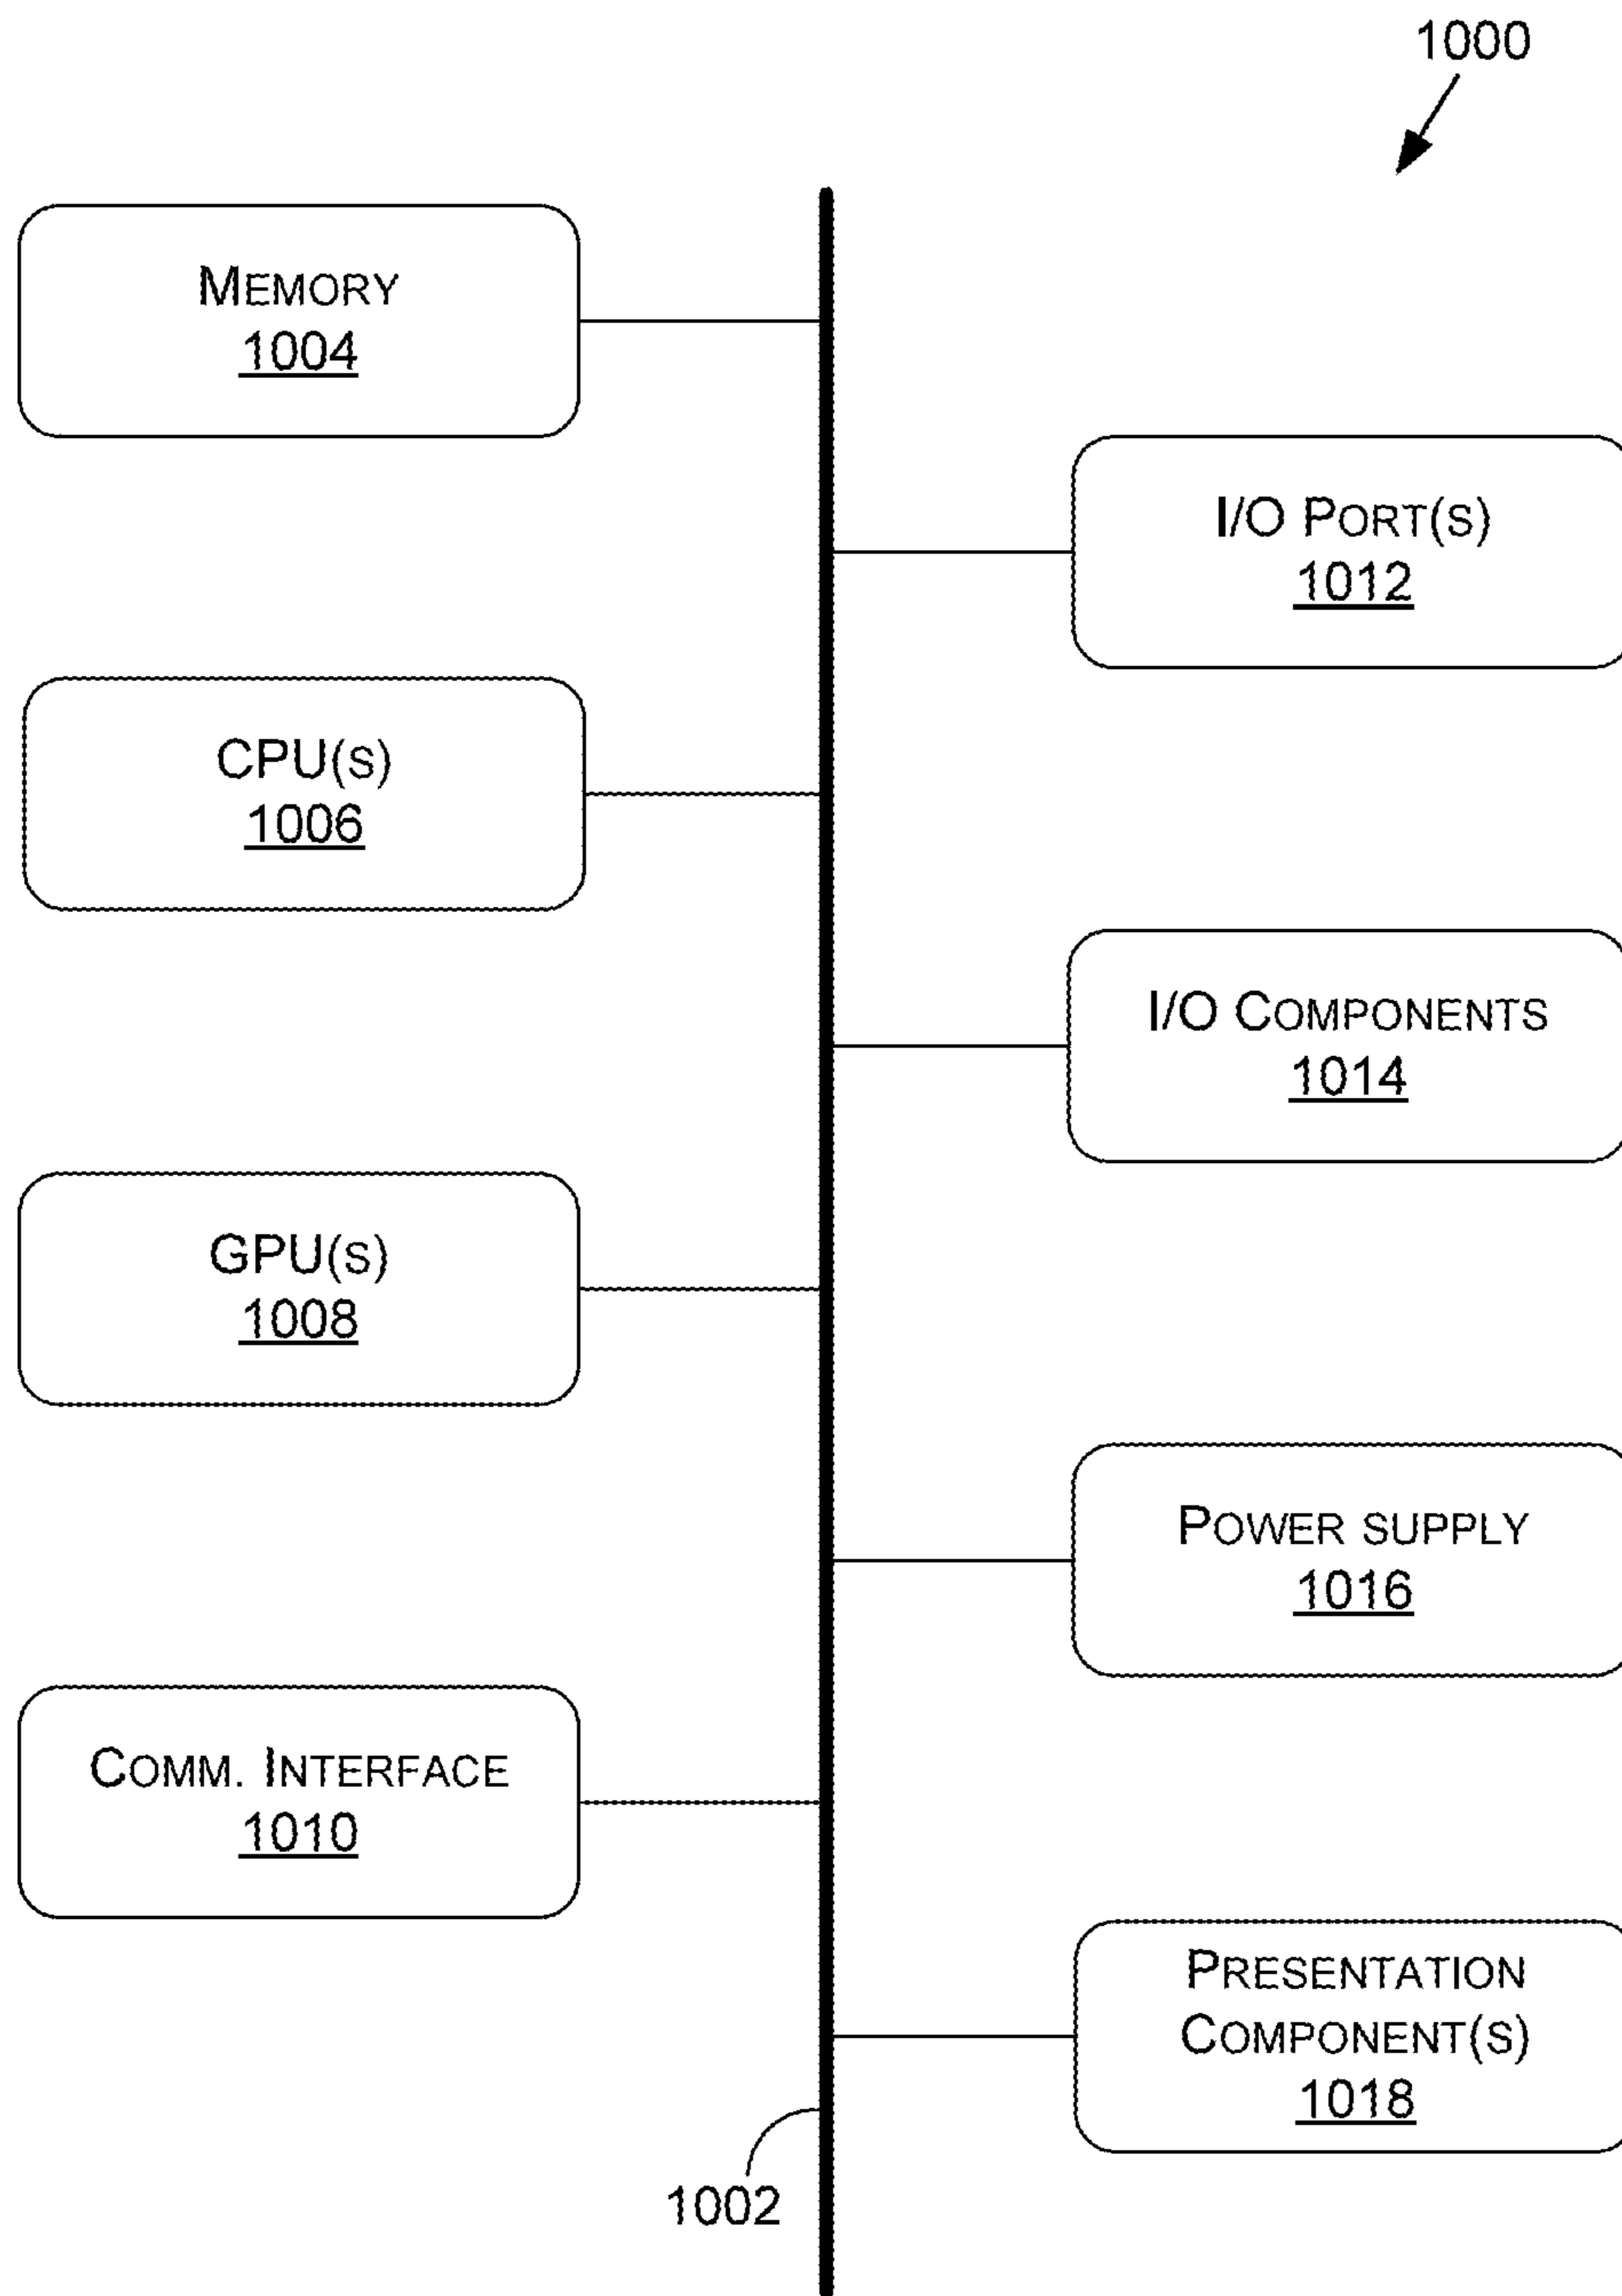 1000
MEMORY
1004
I/O PORT(S)
1012
CPU(S)
1006
I/O COMPONENTS
1014
GPU(S)
1008
POWER SUPPLY
1016
COMM. INTERFACE
1010
PRESENTATION
COMPONENT(S)
1018
1002